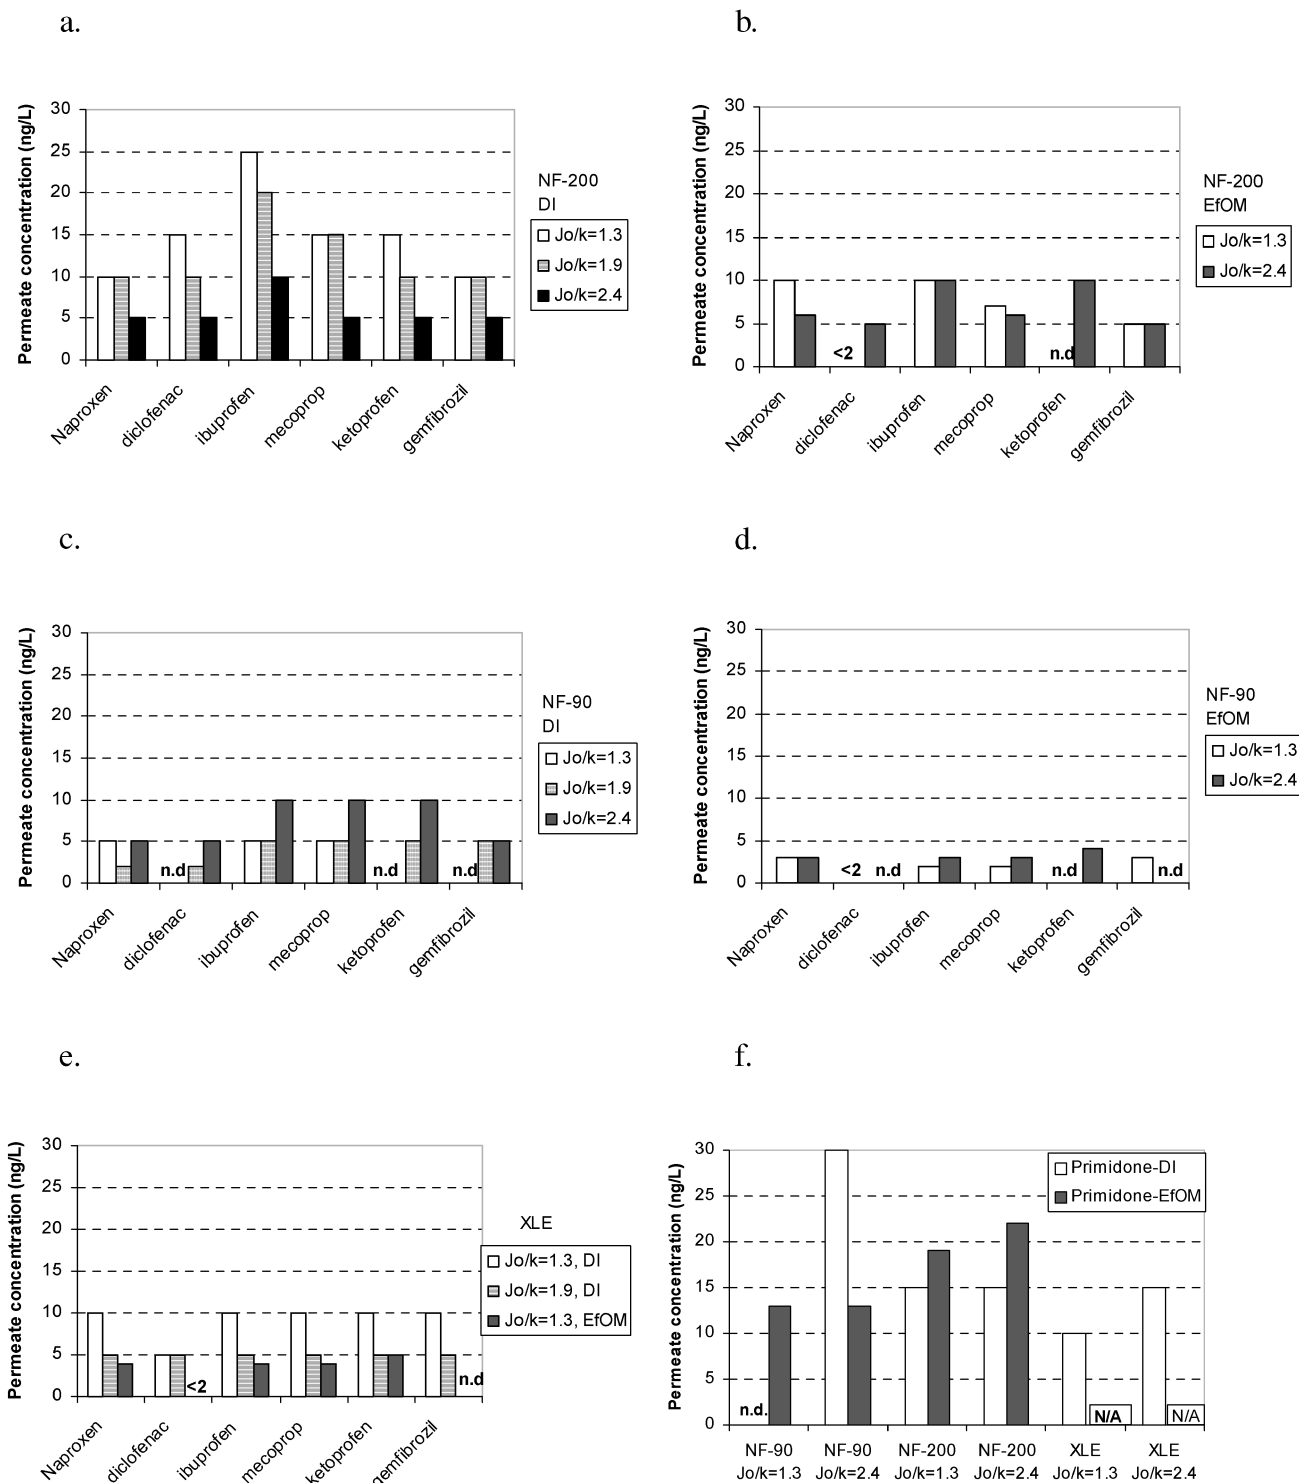 a.
Permeate concentration (ng/L)
30
25
20
15
10
5
0
Naproxen
diclofenac
ibuprofen
mecoprop
ketoprofen
gemfibrozil
NF-200
DI
Jo/k=1.3
Jo/k=1.9
Jo/k=2.4
b.
Permeate concentration (ng/L)
30
25
20
15
10
5
0
<2
n.d
Naproxen
diclofenac
ibuprofen
mecoprop
ketoprofen
gemfibrozil
NF-200
EfOM
Jo/k=1.3
Jo/k=2.4
c.
Permeate concentration (ng/L)
30
25
20
15
10
5
0
n.d
n.d
n.d
Naproxen
diclofenac
ibuprofen
mecoprop
ketoprofen
gemfibrozil
NF-90
DI
Jo/k=1.3
Jo/k=1.9
Jo/k=2.4
d.
Permeate concentration (ng/L)
30
25
20
15
10
5
0
<2
n.d
n.d
n.d
Naproxen
diclofenac
ibuprofen
mecoprop
ketoprofen
gemfibrozil
NF-90
EfOM
Jo/k=1.3
Jo/k=2.4
e.
Permeate concentration (ng/L)
30
25
20
15
10
5
0
<2
n.d
Naproxen
diclofenac
ibuprofen
mecoprop
ketoprofen
gemfibrozil
XLE
Jo/k=1.3, DI
Jo/k=1.9, DI
Jo/k=1.3, EfOM
f.
Permeate concentration (ng/L)
30
25
20
15
10
5
0
Primidone-DI
Primidone-EfOM
n.d.
N/A
N/A
NF-90 NF-90 NF-200 NF-200 XLE XLE
Jo/k=1.3 Jo/k=2.4 Jo/k=1.3 Jo/k=2.4 Jo/k=1.3 Jo/k=2.4